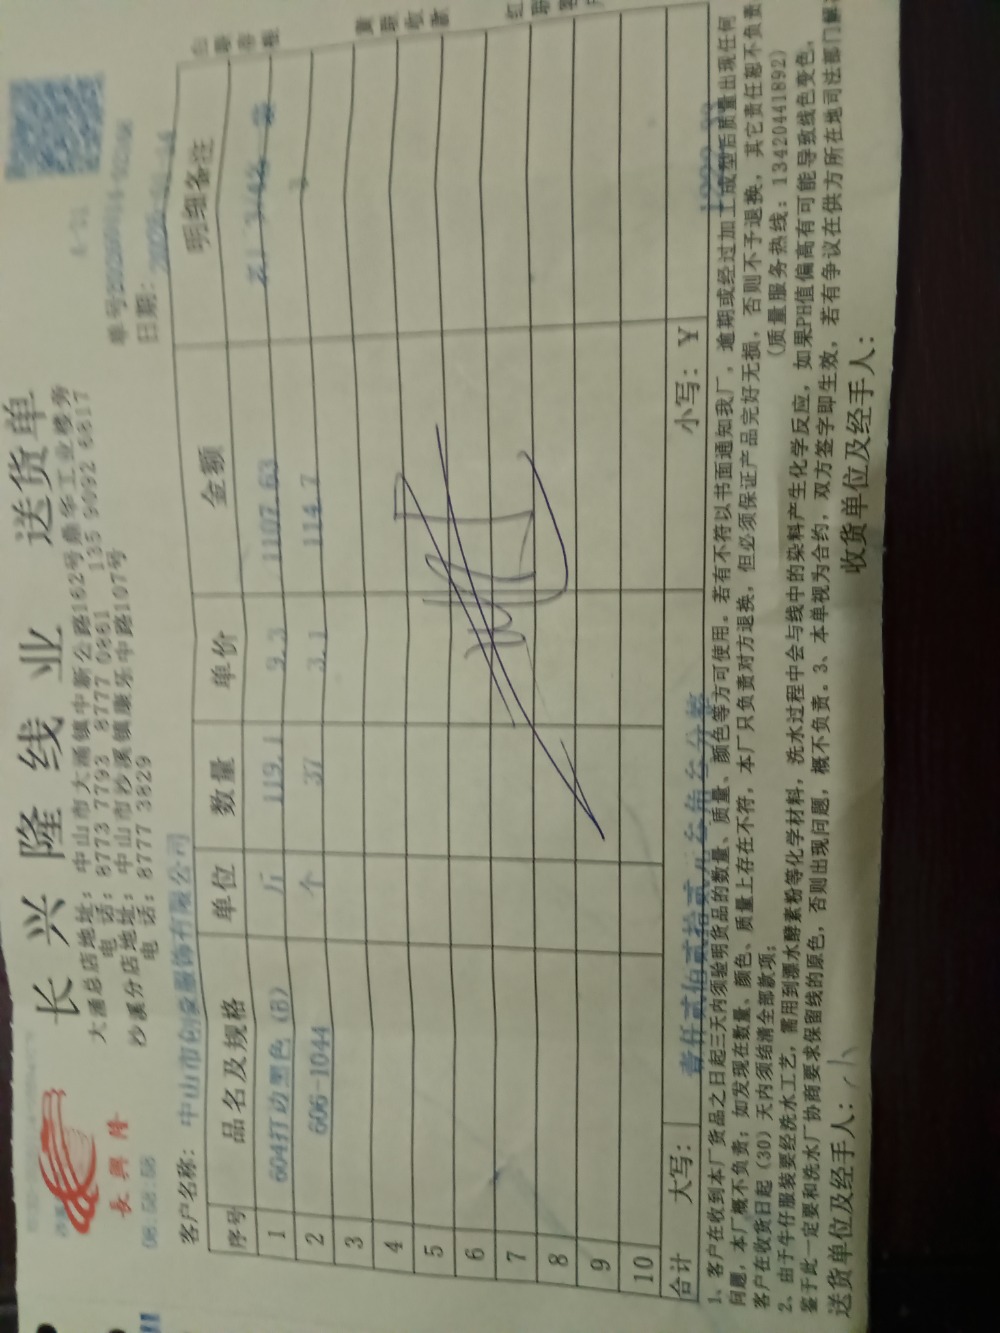 长兴隆线业 送货单
長興隆
大涌总店地址: 中山市大涌镇中新公路162号鼎华工业楼旁
电 话: 8773 7793 8777 0861 135 9092 6817
沙溪分店地址: 中山市沙溪镇康乐中路107号
电 话: 8777 3829
单号
日期:
客户名称: 中山市创豪服饰有限公司
序号 品名及规格 单位 数量 单价 金额 明细备注
1 604打边黑色(B) 斤 119.1 9.3 1107.63
2 606-1044 个 37 3.1 114.7
3
4
5
6
7
8
9
10
合计 大写: 小写: ¥
1、客户在收到本厂货品之日起三天内须验明货品的数量、质量、颜色等方可使用。若有不符以书面通知我厂，逾期或经过加工成型后质量出现任何
问题，本厂概不负责；如发现在数量、颜色、质量上存在不符，本厂只负责对方退换，但必须保证产品完好无损，否则不予退换，其它责任恕不负责
客户在收货日起（30）天内须结清全部款项； (质量服务热线: 13420441892)
2、由于牛仔服装要经洗水工艺，需用到漂水酵素粉等化学材料，洗水过程中会与线中的染料产生化学反应，如果PH值偏高有可能导致线色变色，
鉴于此一定要和洗水厂协商要求保留线的原色，否则出现问题，概不负责。3、本单视为合约，双方签字即生效，若有争议在供方所在地司法部门解
送货单位及经手人: 收货单位及经手人: